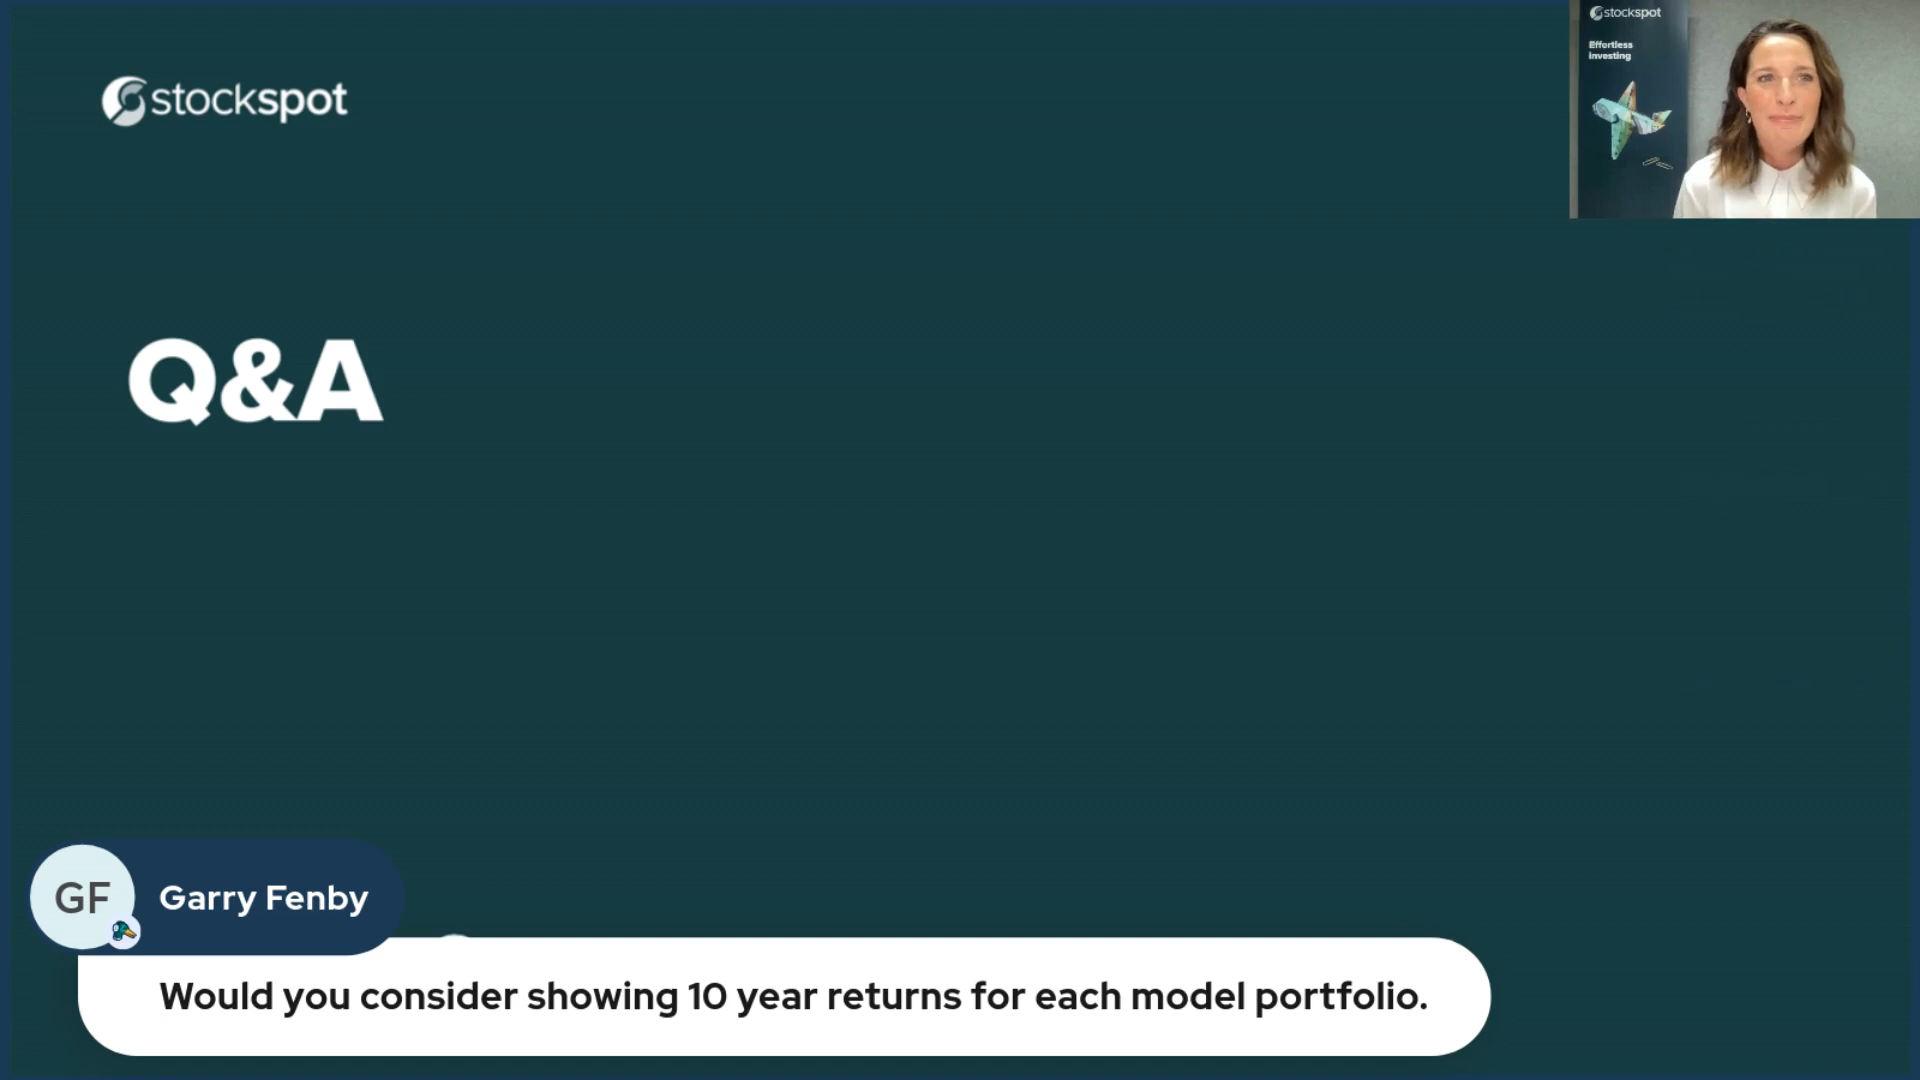 stockspot
stockspot
Effortless
Investing
Q&A
GF
Garry Fenby
Would you consider showing 10 year returns for each model portfolio.